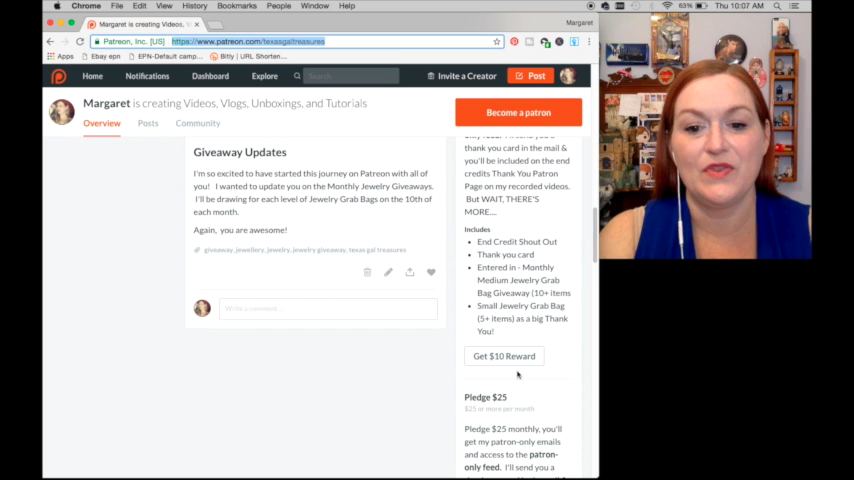 Chrome File Edit View History Bookmarks People Window Help
63% Thu 10:07 AM
Margaret is creating Videos, V
Margaret
Patreon, Inc. [US] https://www.patreon.com/texasgaltreasures
Apps Ebay epn EPN-Default camp... Bitly | URL Shorten...
Home Notifications Dashboard Explore Search Invite a Creator Post
Margaret is creating Videos, Vlogs, Unboxings, and Tutorials
Become a patron
Overview Posts Community
Giveaway Updates
I'm so excited to have started this journey on Patreon with all of
you! I wanted to update you on the Monthly Jewelry Giveaways.
I'll be drawing for each level of Jewelry Grab Bags on the 10th of
each month.
Again, you are awesome!
giveaway, jewellery, jewelry, jewelry giveaway, texas gal treasures
Write a comment...
thank you card in the mail &
you'll be included on the end
credits Thank You Patron
Page on my recorded videos.
But WAIT, THERE'S
MORE....
Includes
End Credit Shout Out
Thank you card
Entered in - Monthly
Medium Jewelry Grab
Bag Giveaway (10+ items
Small Jewelry Grab Bag
(5+ items) as a big Thank
You!
Get $10 Reward
Pledge $25
$25 or more per month
Pledge $25 monthly, you'll
get my patron-only emails
and access to the patron-
only feed. I'll send you a